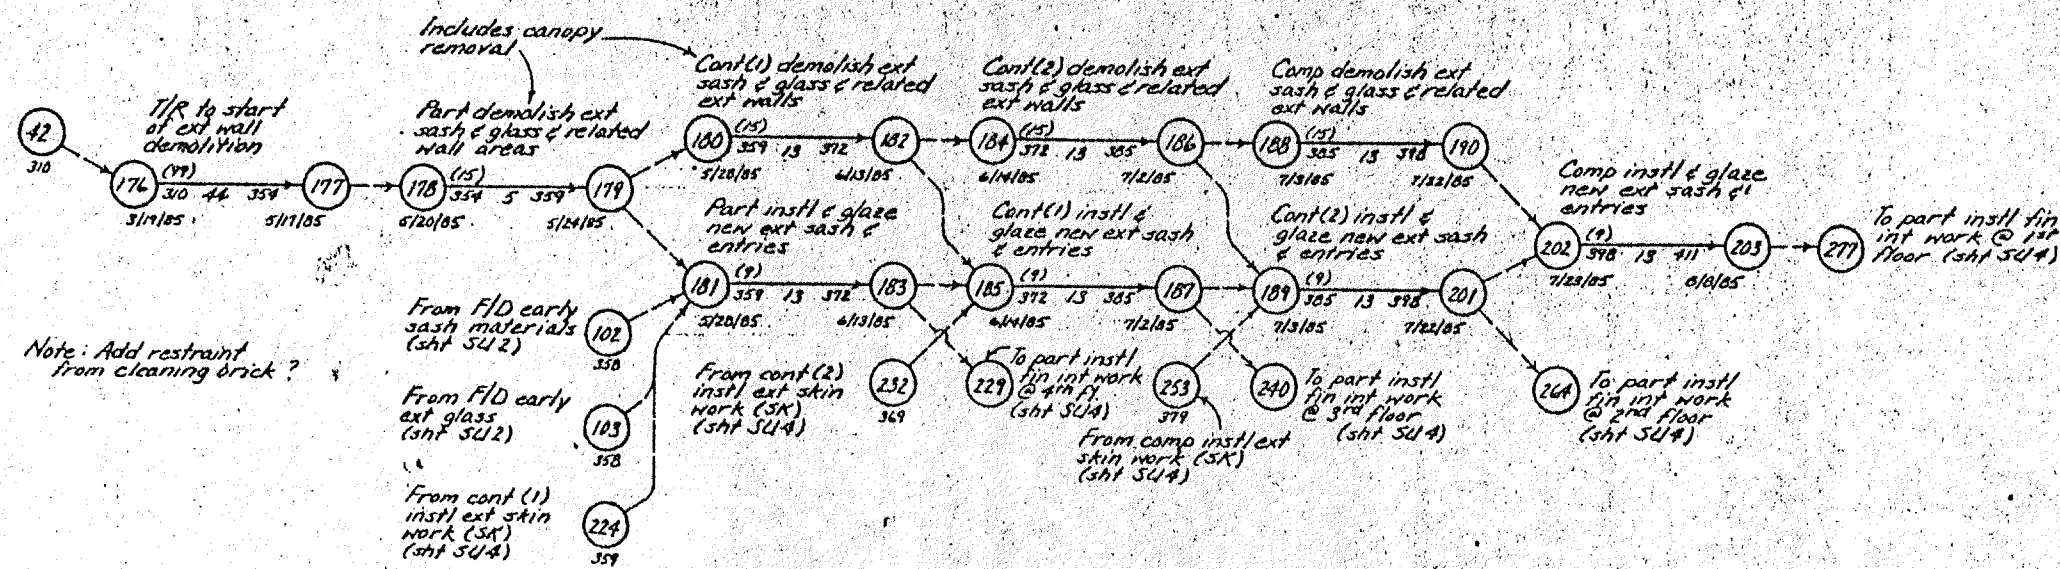 Includes canopy
removal
Cont(1) demolish ext
sash & glass & related
ext walls
Cont(2) demolish ext
sash & glass & related
ext walls
Comp demolish ext
sash & glass & related
ext walls
T/R to start
of ext wall
demolition
Part demolish ext
sash & glass & related
wall areas
42
310
176
310 44 354
177
5/17/85
178
(15)
354 5 359
5/20/85
179
5/24/85
180
(15)
359 13 372
5/28/85
182
6/13/85
184
(15)
372 13 385
6/14/85
186
7/2/85
188
(15)
385 13 398
7/3/85
190
7/22/85
Comp instl & glaze
new ext sash &
entries
202
(9)
398 13 411
7/23/85
203
8/8/85
277
To part instl fin
int work @ 1st
floor (sht SU4)
Part instl & glaze
new ext sash &
entries
Cont(1) instl &
glaze new ext sash
& entries
Cont(2) instl &
glaze new ext sash
& entries
181
(9)
359 13 372
5/28/85
183
6/13/85
185
(9)
372 13 385
6/14/85
187
7/2/85
189
(9)
385 13 398
7/3/85
201
7/22/85
From F/D early
sash materials
(sht SU2)
102
358
Note: Add restraint
from cleaning brick ?
From F/D early
ext glass
(sht SU2)
103
358
From cont (1)
instl ext skin
work (SK)
(sht SU4)
224
359
From cont(2)
instl ext skin
work (SK)
(sht SU4)
232
369
229
To part instl
fin int work
@ 4th fl.
(sht SU4)
253
379
From comp instl ext
skin work (SK)
(sht SU4)
240
To part instl
fin int work
@ 3rd floor
(sht SU4)
264
To part instl
fin int work
@ 2nd floor
(sht SU4)